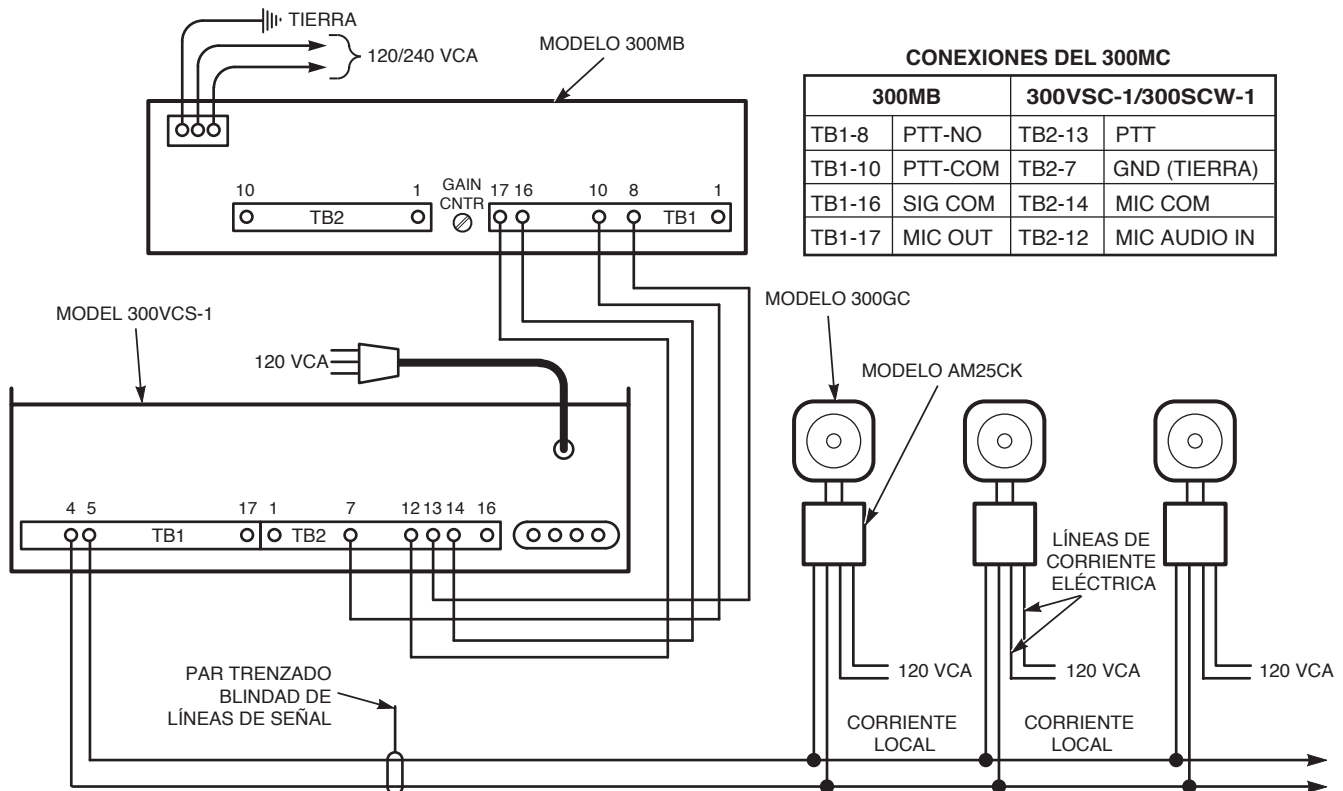 TIERRA
120/240 VCA
MODELO 300MB
10 1 GAIN CNTR 17 16 10 8 1
TB2 TB1
CONEXIONES DEL 300MC
300MB 300VSC-1/300SCW-1
TB1-8 PTT-NO TB2-13 PTT
TB1-10 PTT-COM TB2-7 GND (TIERRA)
TB1-16 SIG COM TB2-14 MIC COM
TB1-17 MIC OUT TB2-12 MIC AUDIO IN
MODEL 300VCS-1
120 VCA
MODELO 300GC
MODELO AM25CK
4 5 17 1 7 12 13 14 16
TB1 TB2
LÍNEAS DE
CORRIENTE
ELÉCTRICA
120 VCA
120 VCA
120 VCA
PAR TRENZADO
BLINDAD DE
LÍNEAS DE SEÑAL
CORRIENTE
LOCAL
CORRIENTE
LOCAL